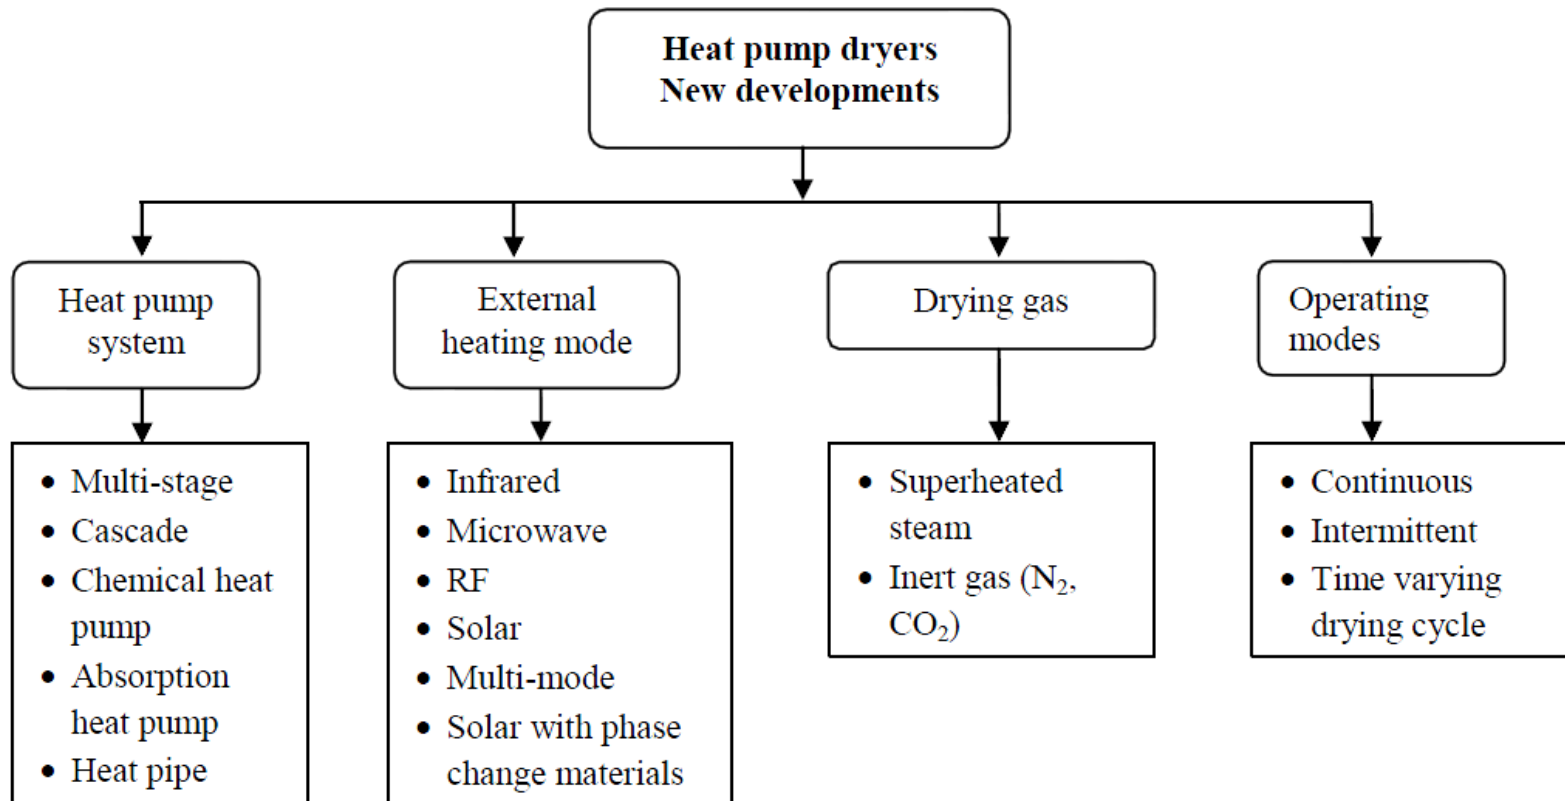 Heat pump dryers
New developments
Heat pump
system
External
heating mode
Drying gas
Operating
modes
• Multi-stage
• Cascade
• Chemical heat
pump
• Absorption
heat pump
• Heat pipe
• Infrared
• Microwave
• RF
• Solar
• Multi-mode
• Solar with phase
change materials
• Superheated
steam
• Inert gas (N₂,
CO₂)
• Continuous
• Intermittent
• Time varying
drying cycle